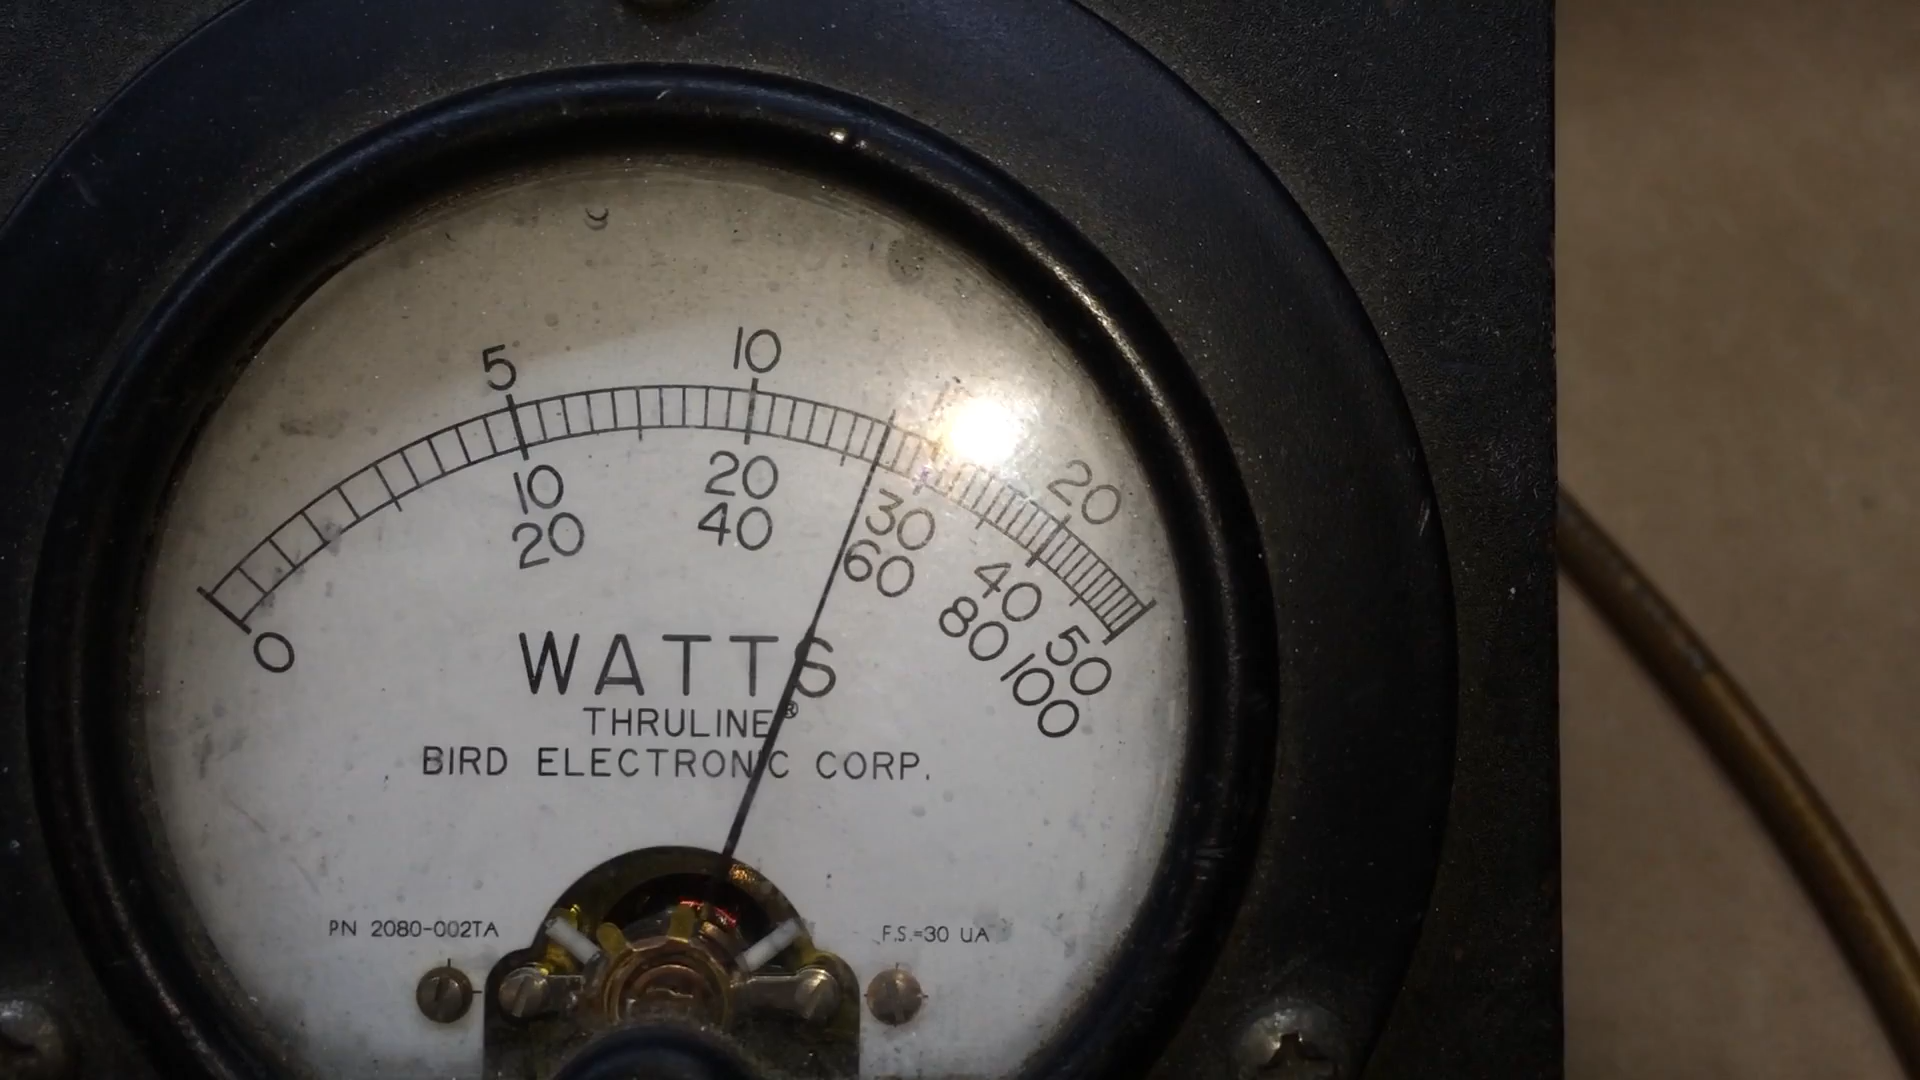 5 10 20
0 10 20 30 40 50
20 40 60 80 100
WATTS
THRULINE®
BIRD ELECTRONIC CORP.
PN 2080-002TA
F.S.=30 UA